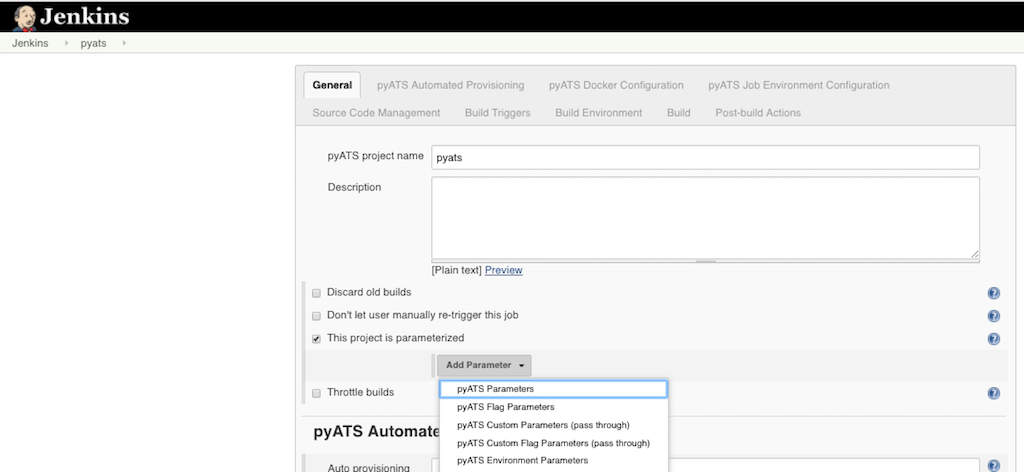 Jenkins
Jenkins pyats
General pyATS Automated Provisioning pyATS Docker Configuration pyATS Job Environment Configuration
Source Code Management Build Triggers Build Environment Build Post-build Actions
pyATS project name pyats
Description
[Plain text] Preview
Discard old builds
Don't let user manually re-trigger this job
This project is parameterized
Add Parameter
pyATS Parameters
Throttle builds
pyATS Flag Parameters
pyATS Custom Parameters (pass through)
pyATS Automate
pyATS Custom Flag Parameters (pass through)
pyATS Environment Parameters
Auto provisioning